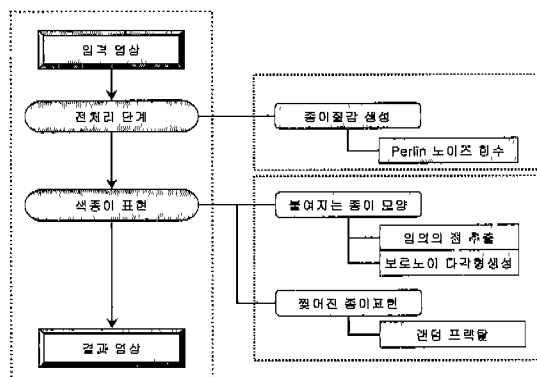 입력 영상
전처리 단계
종이질감 생성
Perlin 노이즈 함수
색종이 표현
붙여지는 종이 모양
임의의 점 추출
보로노이 다각형생성
찢어진 종이표현
랜덤 프랙탈
결과 영상